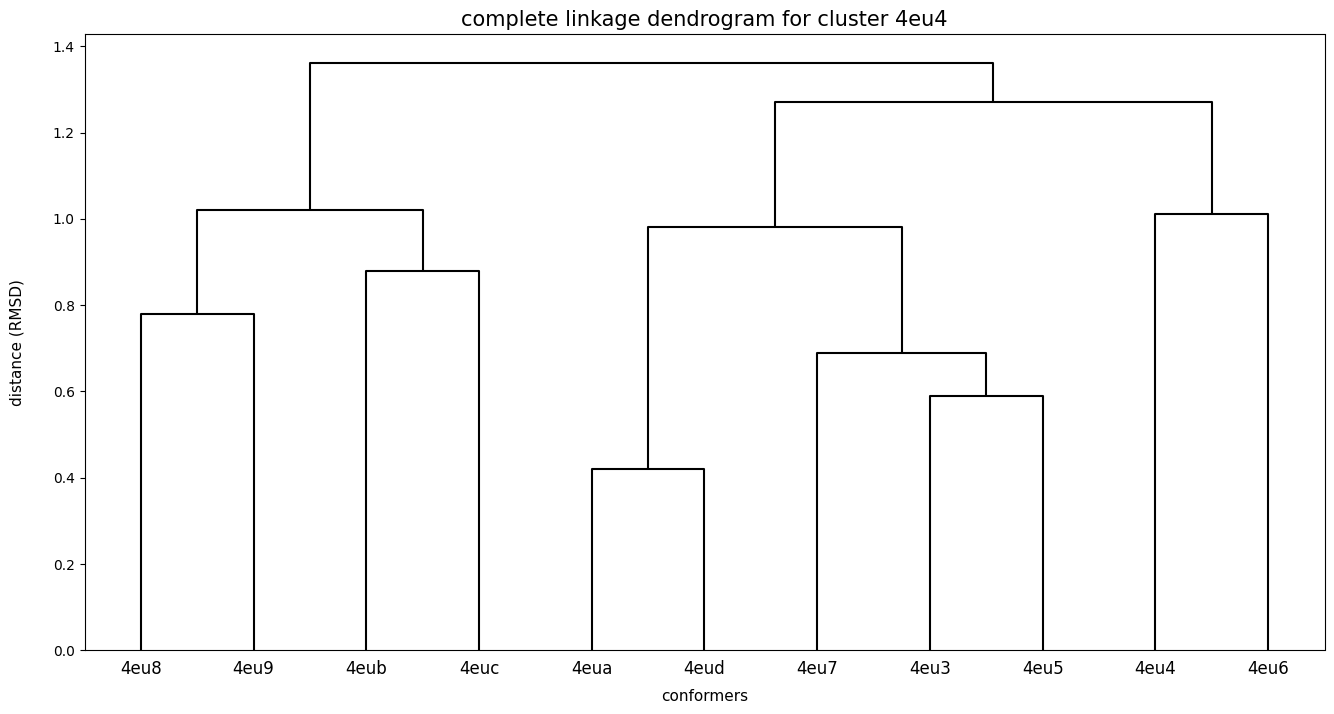 complete linkage dendrogram for cluster 4eu4
1.4
1.2
1.0
0.8
0.6
0.4
0.2
0.0
distance (RMSD)
4eu8 4eu9 4eub 4euc 4eua 4eud 4eu7 4eu3 4eu5 4eu4 4eu6
conformers